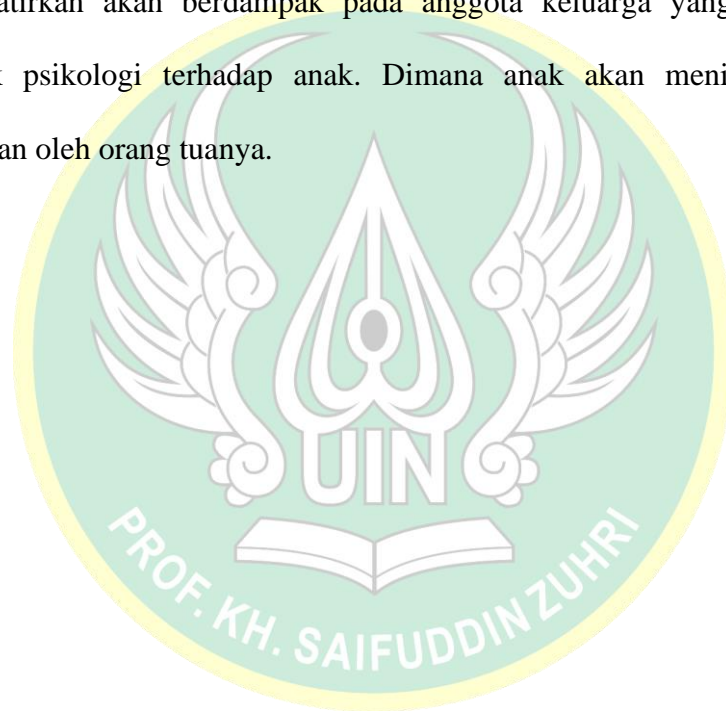 atirkan akan berdampak pada anggota keluarga yang
k psikologi terhadap anak. Dimana anak akan meni
an oleh orang tuanya.
UIN
PROF. KH. SAIFUDDIN ZUHRI